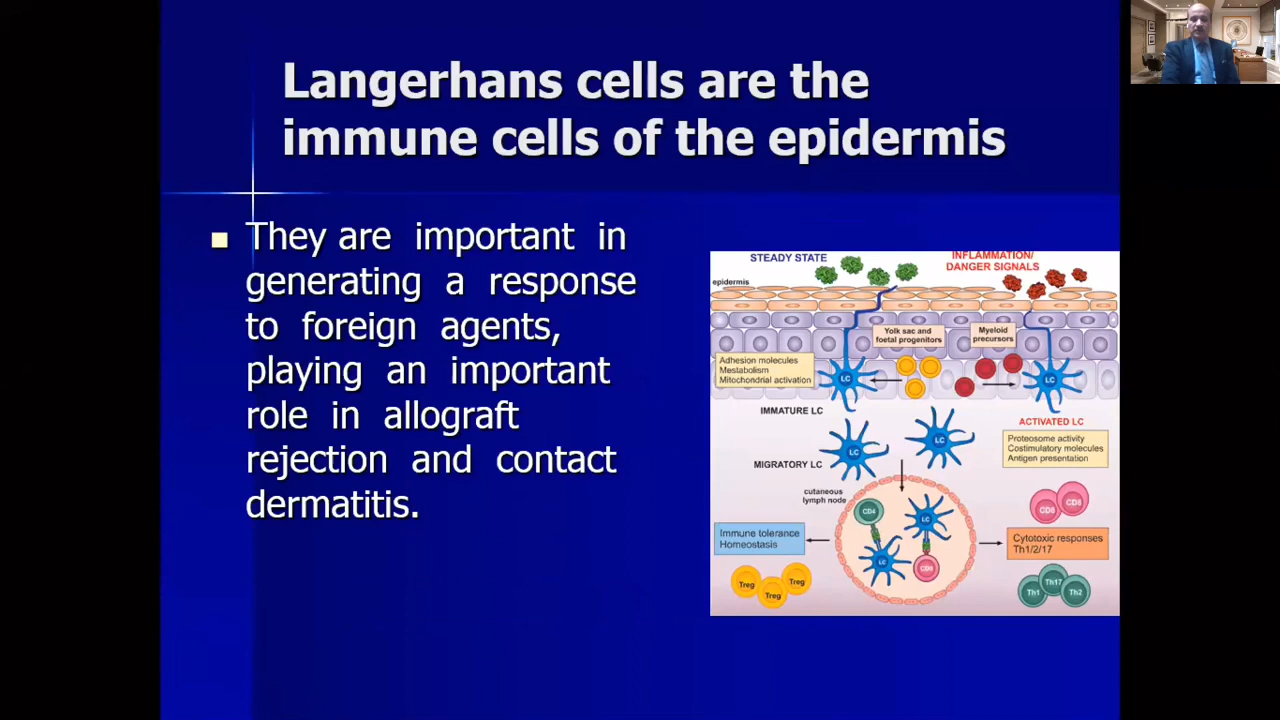 Langerhans cells are the
immune cells of the epidermis
They are important in
generating a response
to foreign agents,
playing an important
role in allograft
rejection and contact
dermatitis.
STEADY STATE
INFLAMMATION/
DANGER SIGNALS
epidermis
Yolk sac and
foetal progenitors
Myeloid
precursors
Adhesion molecules
Mestabolism
Mitochondrial activation
LC
LC
IMMATURE LC
ACTIVATED LC
LC
LC
Proteosome activity
Costimulatory molecules
Antigen presentation
MIGRATORY LC
cutaneous
lymph node
CD4
LC
LC
CD8
CD8
CD8
Immune tolerance
Homeostasis
Cytotoxic responses
Th1/2/17
Treg
Treg
Treg
Th1
Th17
Th2